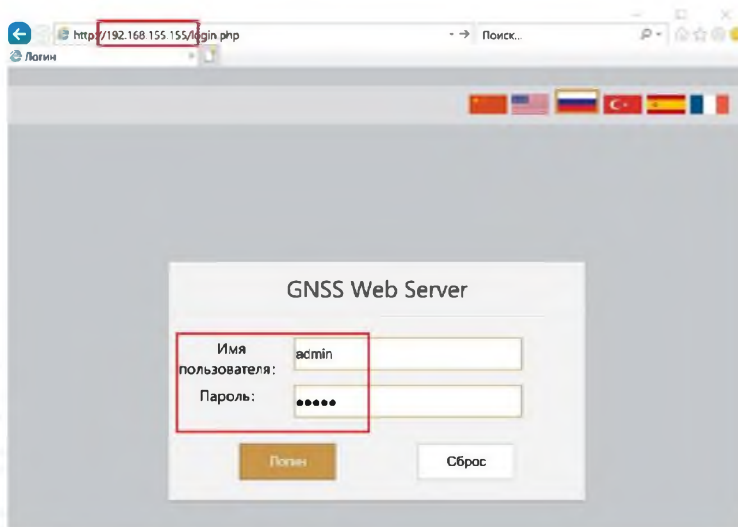 http://192.168.155.155/login.php
Поиск...
Логин
GNSS Web Server
Имя
пользователя:
admin
Пароль:
●●●●●
Логин
Сброс